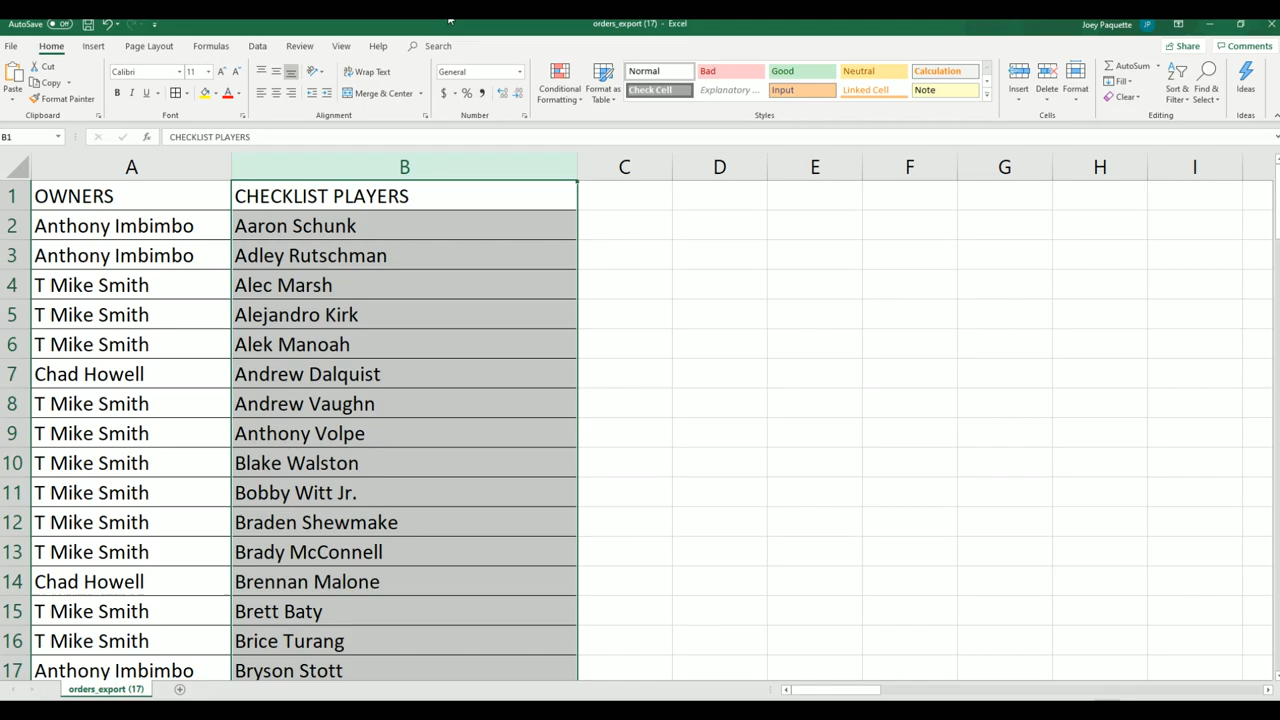 AutoSave Off orders_export (17) - Excel Joey Paquette JP
File Home Insert Page Layout Formulas Data Review View Help Search Share Comments
Paste Cut Copy Format Painter Clipboard
Calibri 11 A A B I U A Font
Wrap Text Merge & Center Alignment
General $ % , Number
Conditional Formatting Format as Table
Normal Bad Good Neutral Calculation
Check Cell Explanatory ... Input Linked Cell Note
Styles
Insert Delete Format Cells
AutoSum Fill Clear Sort & Filter Find & Select Editing
Ideas Ideas
B1 fx CHECKLIST PLAYERS
A B C D E F G H I
1 OWNERS CHECKLIST PLAYERS
2 Anthony Imbimbo Aaron Schunk
3 Anthony Imbimbo Adley Rutschman
4 T Mike Smith Alec Marsh
5 T Mike Smith Alejandro Kirk
6 T Mike Smith Alek Manoah
7 Chad Howell Andrew Dalquist
8 T Mike Smith Andrew Vaughn
9 T Mike Smith Anthony Volpe
10 T Mike Smith Blake Walston
11 T Mike Smith Bobby Witt Jr.
12 T Mike Smith Braden Shewmake
13 T Mike Smith Brady McConnell
14 Chad Howell Brennan Malone
15 T Mike Smith Brett Baty
16 T Mike Smith Brice Turang
17 Anthony Imbimbo Bryson Stott
orders_export (17)